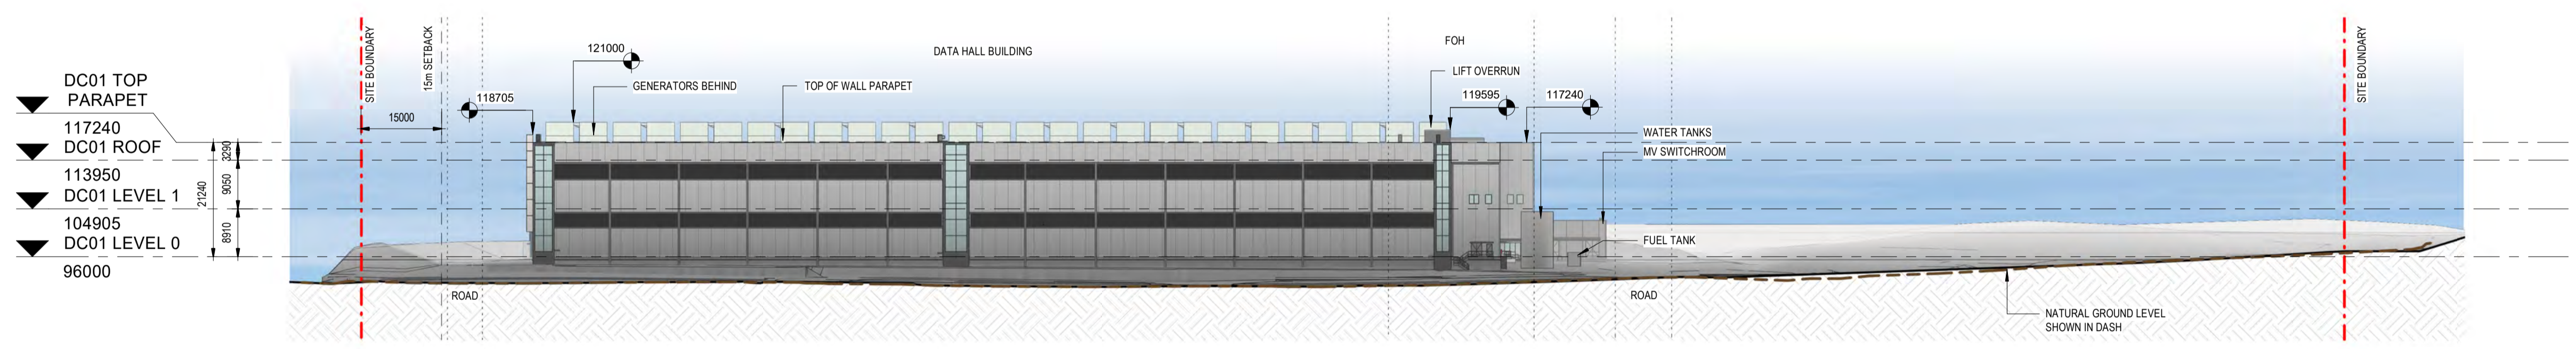 DC01 TOP
PARAPET
117240
DC01 ROOF
113950
DC01 LEVEL 1
104905
DC01 LEVEL 0
96000
21240
3290
9050
8910
SITE BOUNDARY
15m SETBACK
15000
118705
121000
GENERATORS BEHIND
TOP OF WALL PARAPET
DATA HALL BUILDING
FOH
LIFT OVERRUN
119595
117240
WATER TANKS
MV SWITCHROOM
FUEL TANK
ROAD
ROAD
NATURAL GROUND LEVEL
SHOWN IN DASH
SITE BOUNDARY